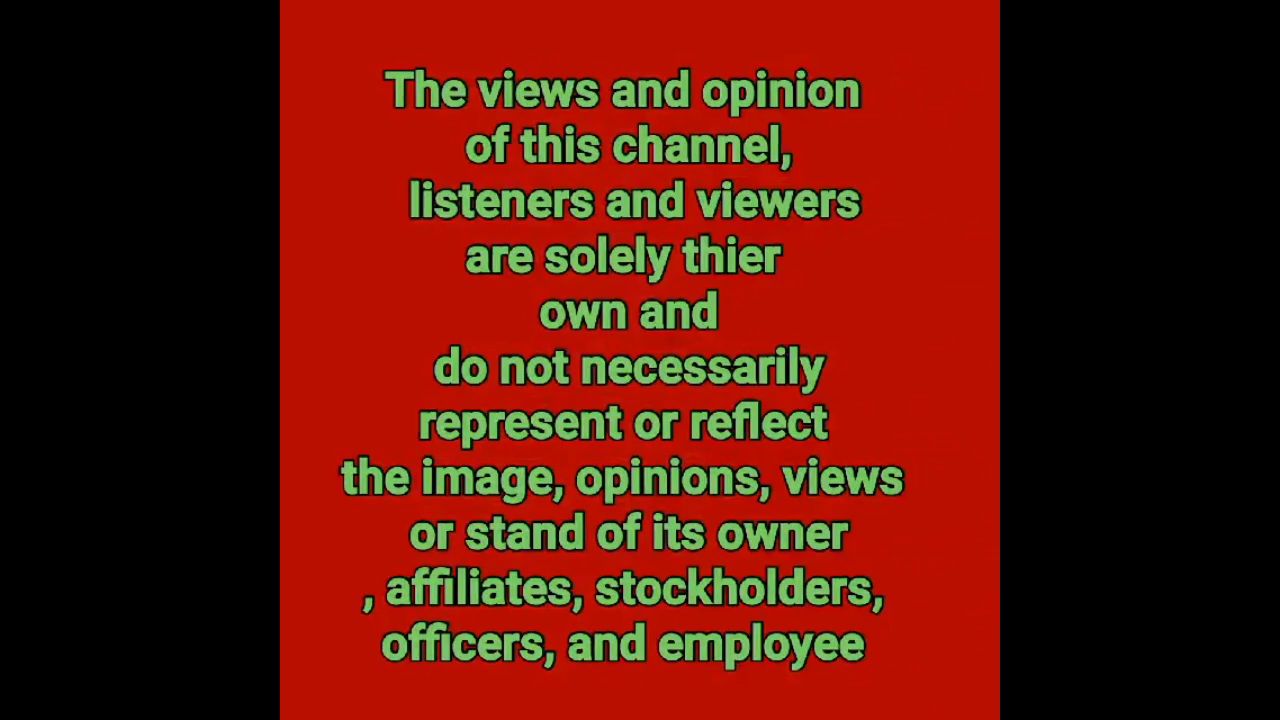 The views and opinion
of this channel,
listeners and viewers
are solely thier
own and
do not necessarily
represent or reflect
the image, opinions, views
or stand of its owner
, affiliates, stockholders,
officers, and employee